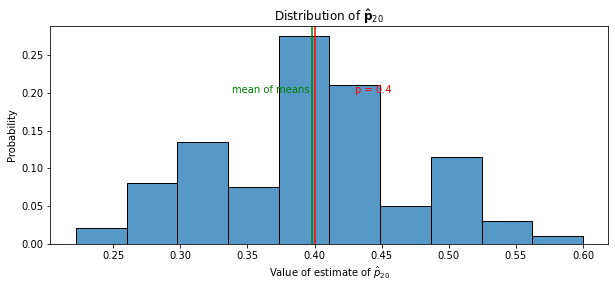 Distribution of p̂₂₀
Probability
0.25
0.20
0.15
0.10
0.05
0.00
mean of means
p = 0.4
0.25 0.30 0.35 0.40 0.45 0.50 0.55 0.60
Value of estimate of p̂₂₀